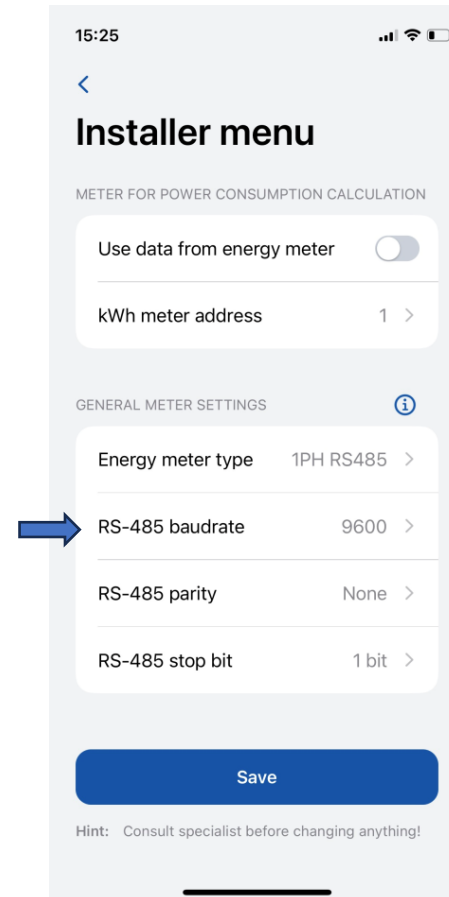 15:25
Installer menu
METER FOR POWER CONSUMPTION CALCULATION
Use data from energy meter
kWh meter address 1
GENERAL METER SETTINGS
Energy meter type 1PH RS485
RS-485 baudrate 9600
RS-485 parity None
RS-485 stop bit 1 bit
Save
Hint: Consult specialist before changing anything!